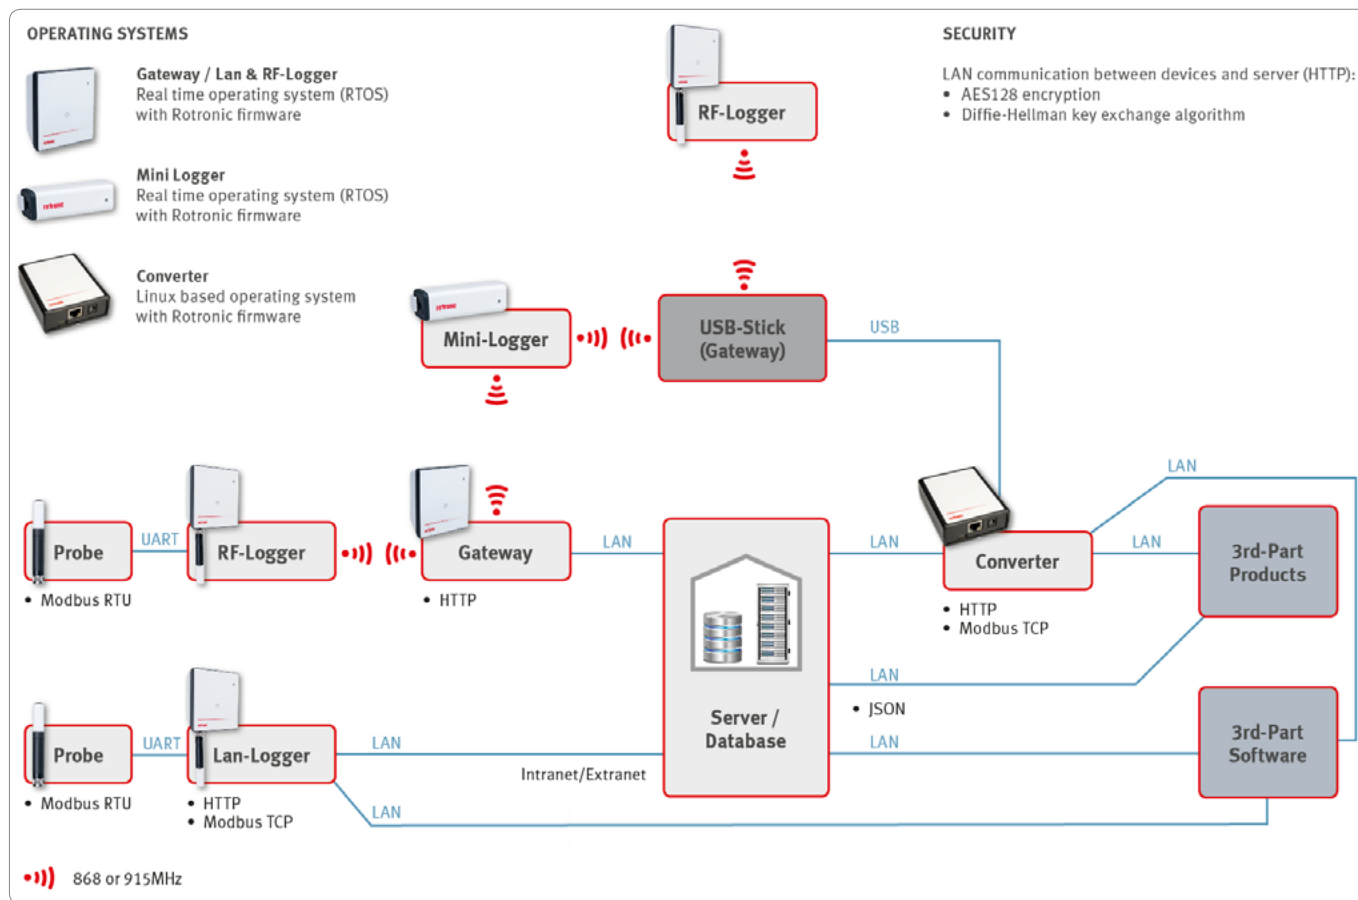 OPERATING SYSTEMS
Gateway / Lan & RF-Logger
Real time operating system (RTOS)
with Rotronic firmware
Mini Logger
Real time operating system (RTOS)
with Rotronic firmware
Converter
Linux based operating system
with Rotronic firmware
RF-Logger
SECURITY
LAN communication between devices and server (HTTP):
• AES128 encryption
• Diffie-Hellman key exchange algorithm
rotronic
rotronic
Mini-Logger
USB-Stick
(Gateway)
USB
Probe
• Modbus RTU
UART
RF-Logger
Gateway
• HTTP
LAN
LAN
Converter
• HTTP
• Modbus TCP
LAN
LAN
3rd-Part
Products
Server /
Database
LAN
• JSON
LAN
3rd-Part
Software
Probe
• Modbus RTU
UART
Lan-Logger
• HTTP
• Modbus TCP
LAN
Intranet/Extranet
LAN
868 or 915MHz